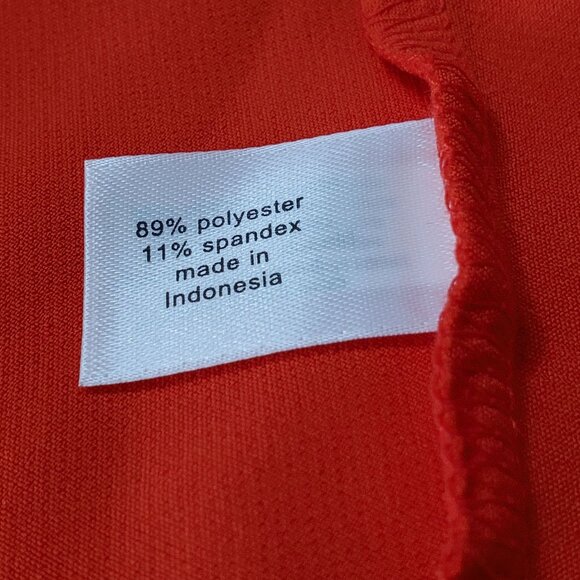 89% polyester
11% spandex
made in
Indonesia